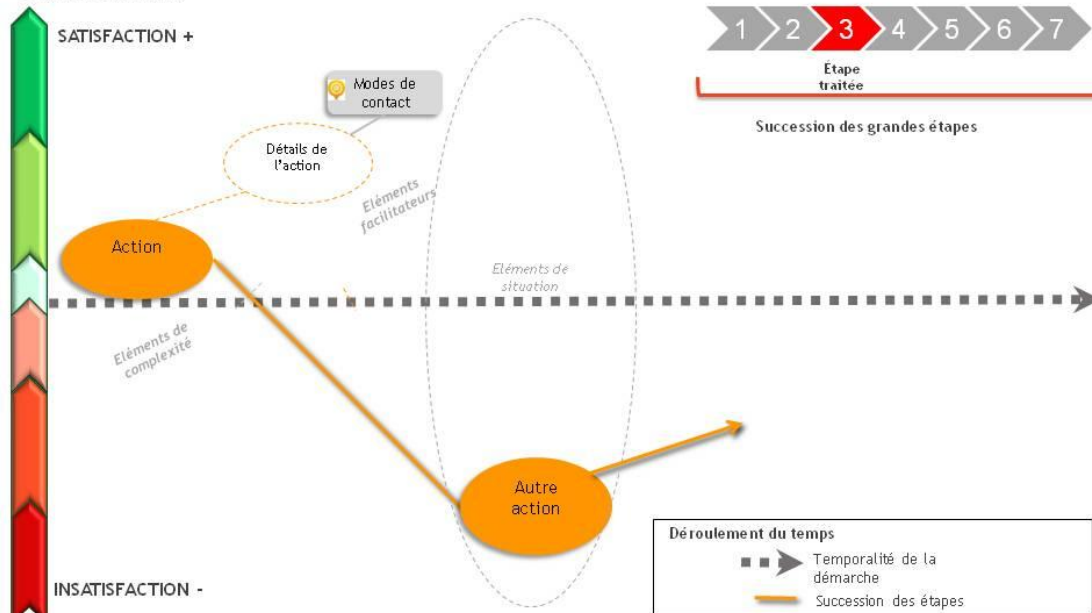 SATISFACTION +
1 2 3 4 5 6 7
Étape
traitée
Succession des grandes étapes
Modes de
contact
Détails de
l'action
Eléments
facilitateurs
Action
Eléments de
situation
Eléments de
complexité
Autre
action
INSATISFACTION -
Déroulement du temps
Temporalité de la
démarche
Succession des étapes